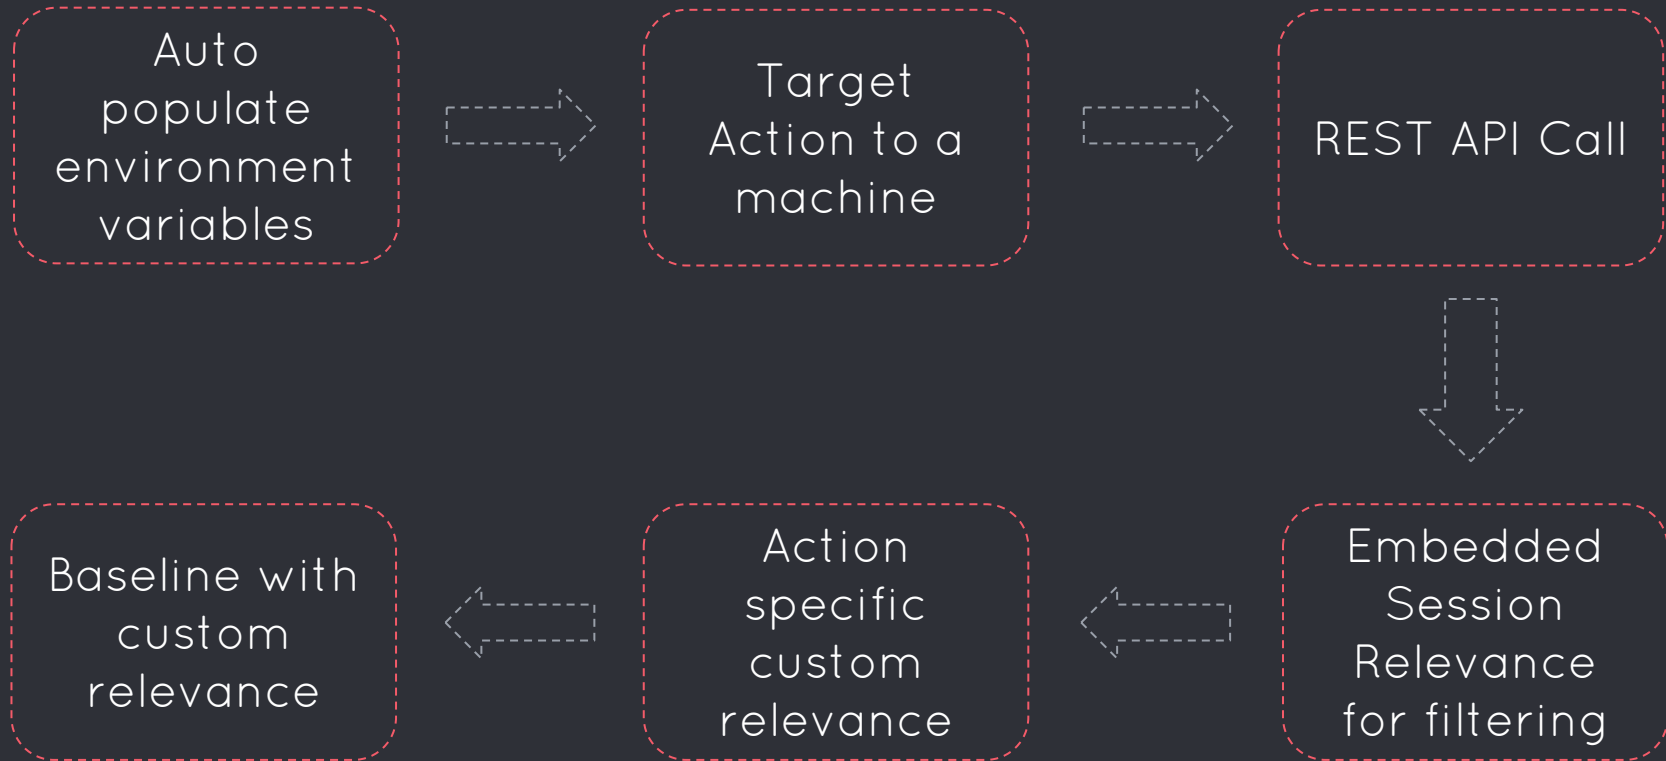 Auto
populate
environment
variables
Target
Action to a
machine
REST API Call
Embedded
Session
Relevance
for filtering
Action
specific
custom
relevance
Baseline with
custom
relevance